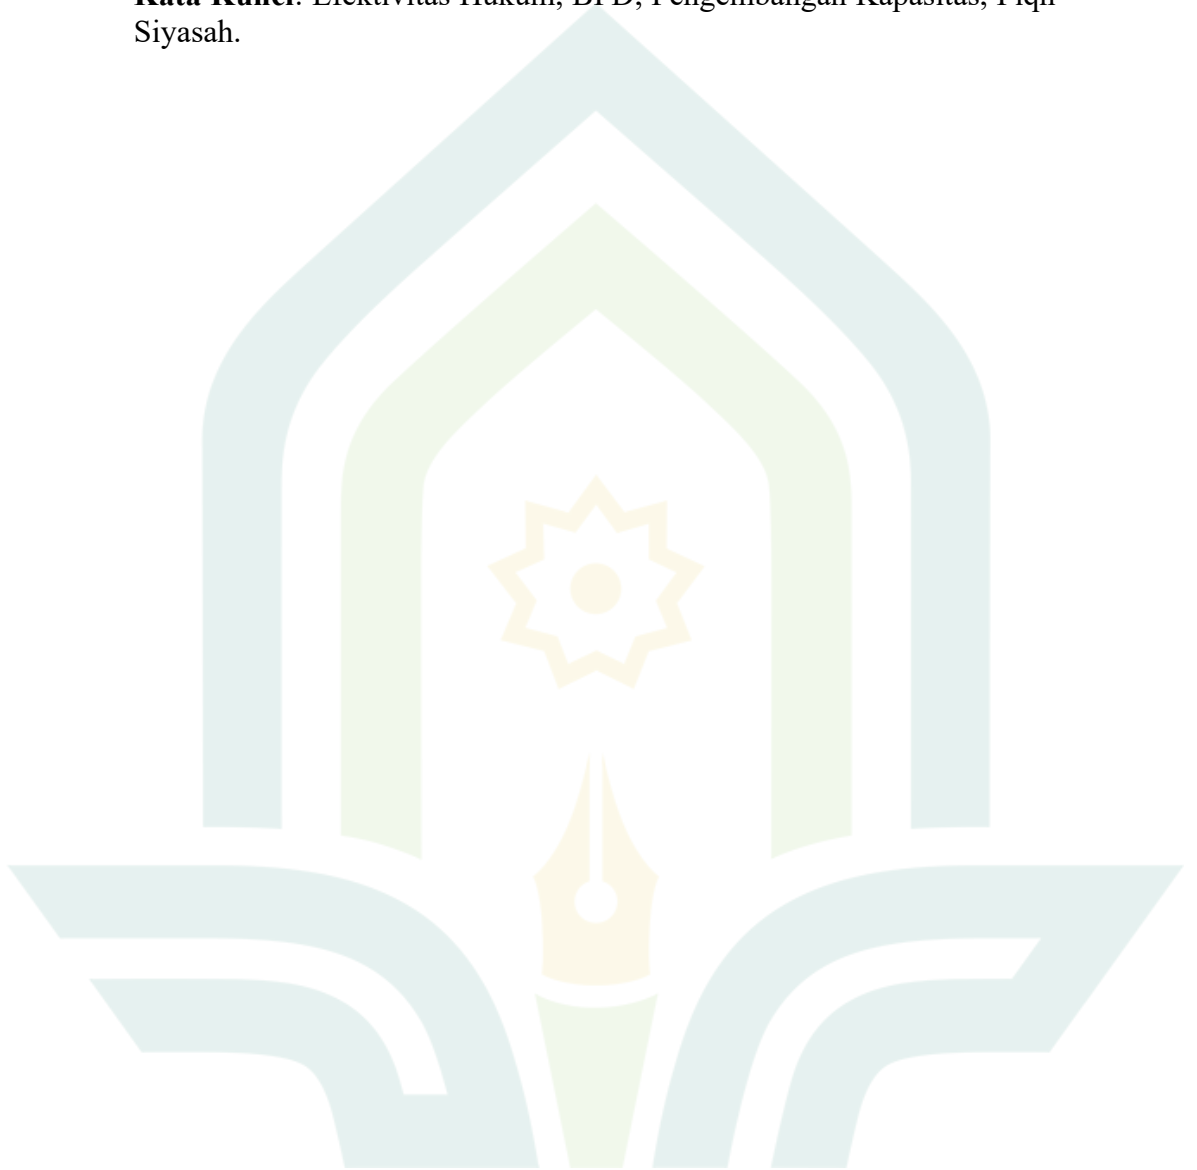 Kata Kunci: Efektivitas Hukum, BPD, Pengembangan Kapasitas, Fiqh
Siyasah.